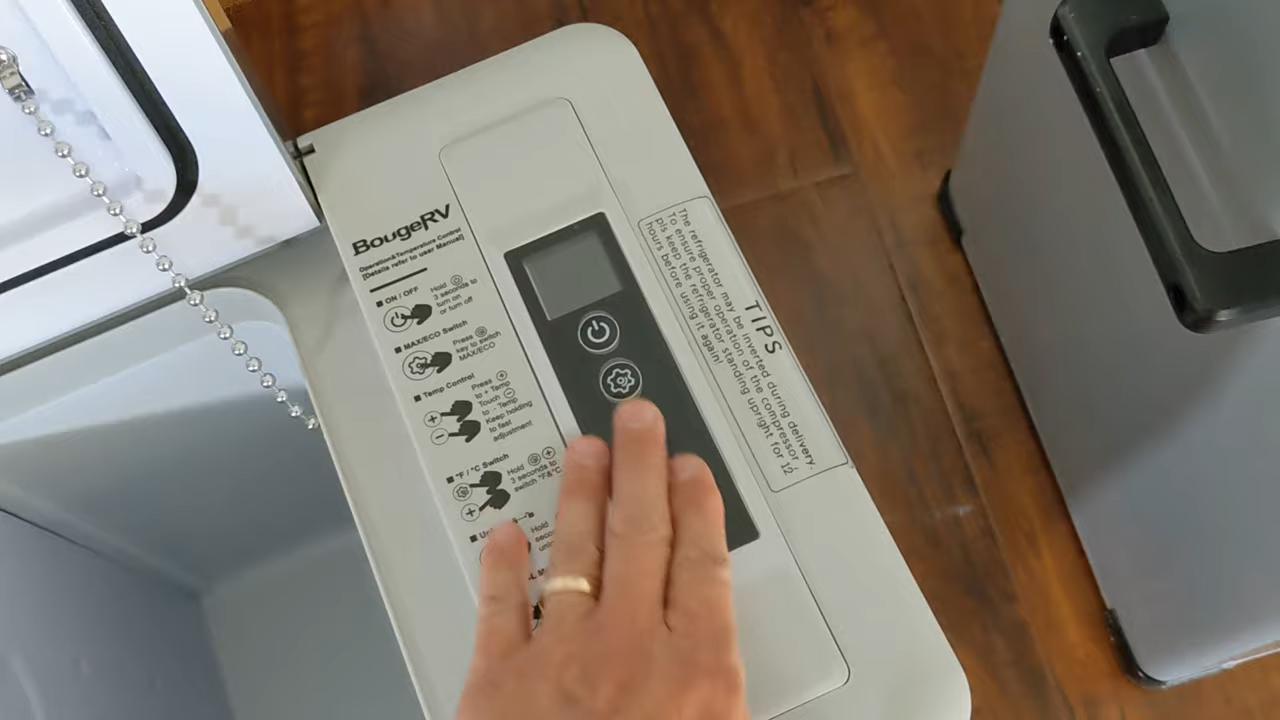 BougeRV
Operation&Temperature Control
[Details refer to user Manual]
■ ON / OFF
Hold
3 seconds to
turn on
or turn off
■ MAX/ECO Switch
Press
key to switch
MAX/ECO
■ Temp Control
Press +
to + Temp
Touch -
to - Temp
Keep holding
to fast
adjustment
■ °F / °C Switch
Hold +
3 seconds to
switch °F&°C
Hold
TIPS
The refrigerator may be inverted during delivery.
To ensure proper operation of the compressor,
pls keep the refrigerator standing upright for 12
hours before using it again!